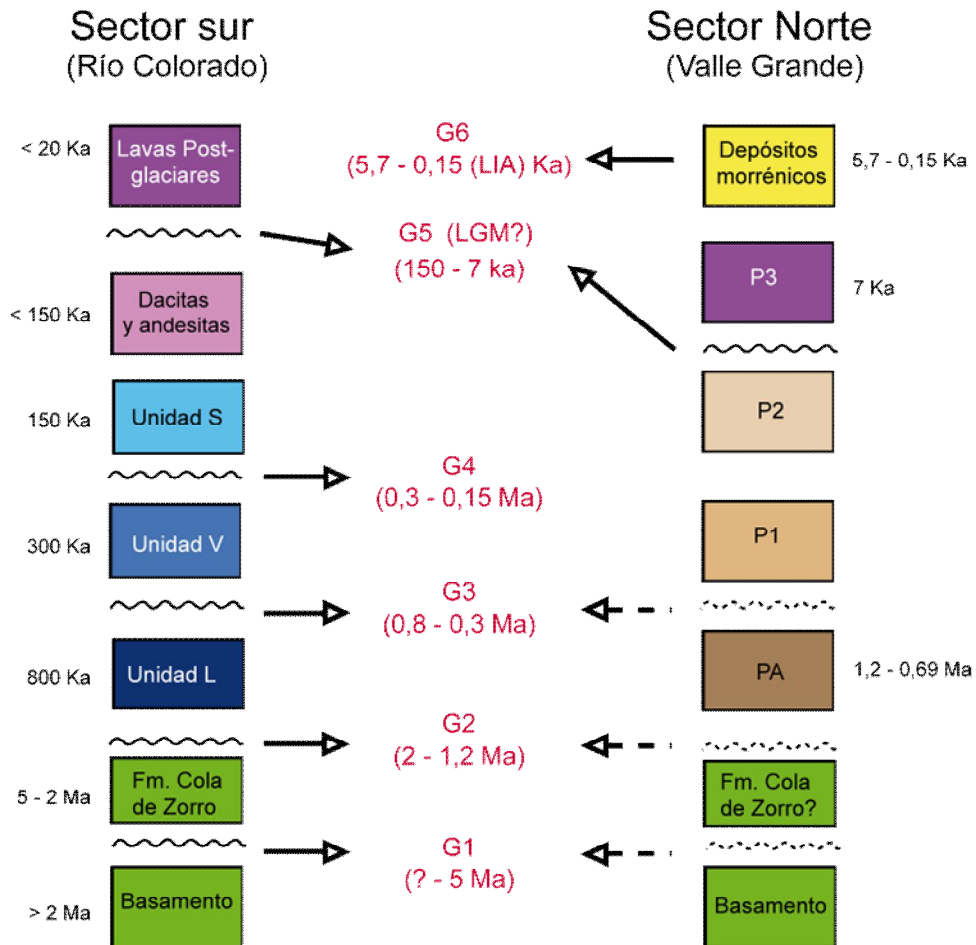 Sector sur
(Río Colorado)
Sector Norte
(Valle Grande)
< 20 Ka
Lavas Post-
glaciares
G6
(5,7 - 0,15 (LIA) Ka)
Depósitos
morrénicos
5,7 - 0,15 Ka
G5 (LGM?)
(150 - 7 ka)
P3
7 Ka
< 150 Ka
Dacitas
y andesitas
150 Ka
Unidad S
P2
G4
(0,3 - 0,15 Ma)
300 Ka
Unidad V
P1
G3
(0,8 - 0,3 Ma)
800 Ka
Unidad L
PA
1,2 - 0,69 Ma
G2
(2 - 1,2 Ma)
5 - 2 Ma
Fm. Cola
de Zorro
Fm. Cola
de Zorro?
G1
(? - 5 Ma)
> 2 Ma
Basamento
Basamento